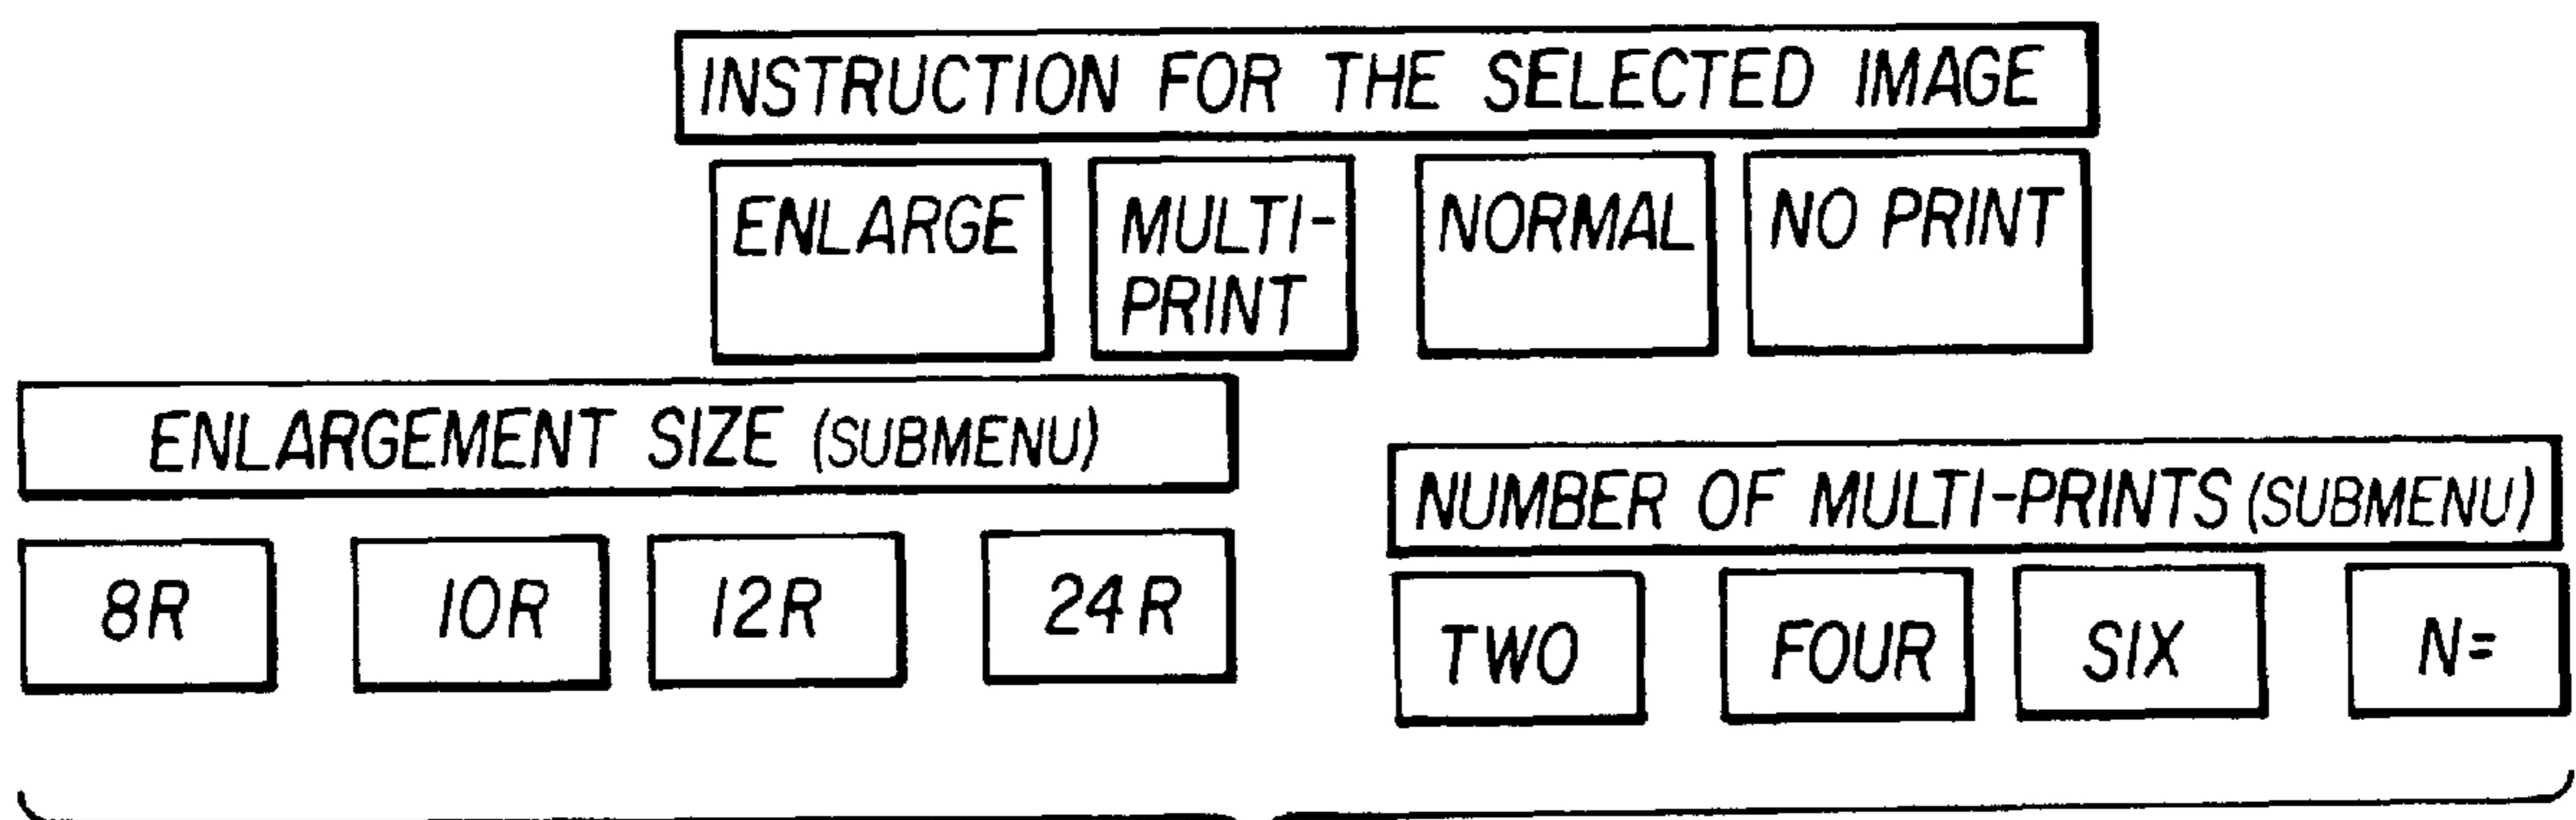 INSTRUCTION FOR THE SELECTED IMAGE
ENLARGE
MULTI-
PRINT
NORMAL
NO PRINT
ENLARGEMENT SIZE (SUBMENU)
8R
10R
12R
24R
NUMBER OF MULTI-PRINTS (SUBMENU)
TWO
FOUR
SIX
N=